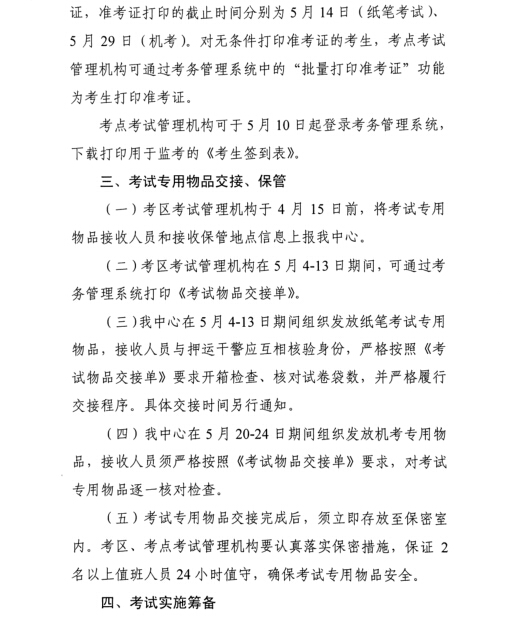 证，准考证打印的截止时间分别为 5 月 14 日（纸笔考试）、
5 月 29 日（机考）。对无条件打印准考证的考生，考点考试
管理机构可通过考务管理系统中的“批量打印准考证”功能
为考生打印准考证。
考点考试管理机构可于 5 月 10 日起登录考务管理系统，
下载打印用于监考的《考生签到表》。
三、考试专用物品交接、保管
（一）考区考试管理机构于 4 月 15 日前，将考试专用
物品接收人员和接收保管地点信息上报我中心。
（二）考区考试管理机构在 5 月 4-13 日期间，可通过考
务管理系统打印《考试物品交接单》。
（三）我中心在 5 月 4-13 日期间组织发放纸笔考试专用
物品，接收人员与押运干警应互相核验身份，严格按照《考
试物品交接单》要求开箱检查、核对试卷袋数，并严格履行
交接程序。具体交接时间另行通知。
（四）我中心在 5 月 20-24 日期间组织发放机考专用物
品，接收人员须严格按照《考试物品交接单》要求，对考试
专用物品逐一核对检查。
（五）考试专用物品交接完成后，须立即存放至保密室
内。考区、考点考试管理机构要认真落实保密措施，保证 2
名以上值班人员 24 小时值守，确保考试专用物品安全。
四、考试实施筹备